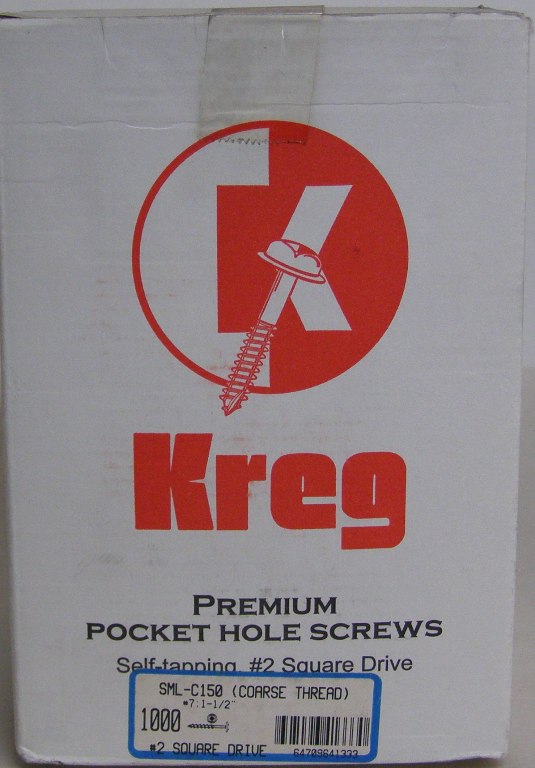 K
Kreg
PREMIUM
POCKET HOLE SCREWS
Self-tapping #2 Square Drive
SML-C150 (COARSE THREAD)
#7:1-1/2"
1000
#2 SQUARE DRIVE 64709641333